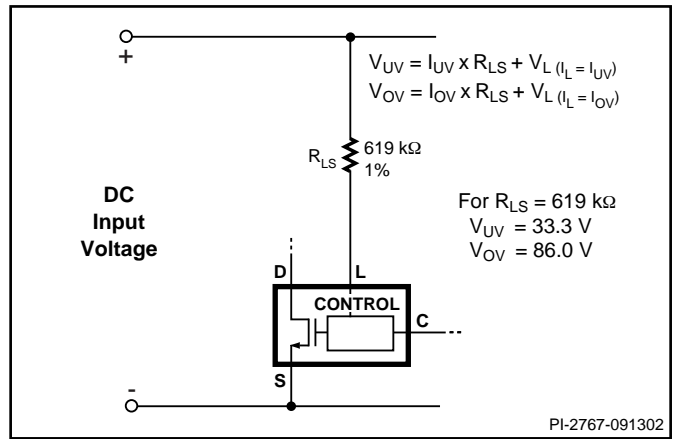 +
V_UV = I_UV x R_LS + V_L (I_L = I_UV)
V_OV = I_OV x R_LS + V_L (I_L = I_OV)
R_LS
619 kΩ
1%
DC
Input
Voltage
For R_LS = 619 kΩ
V_UV = 33.3 V
V_OV = 86.0 V
D
L
CONTROL
C
S
-
PI-2767-091302